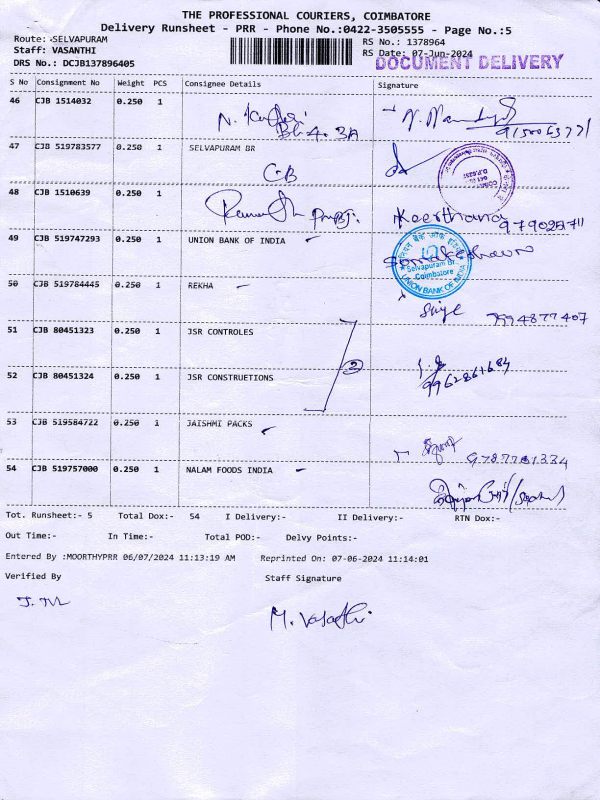 THE PROFESSIONAL COURIERS, COIMBATORE
Delivery Runsheet - PRR - Phone No.:0422-3505555 - Page No.:5
Route: SELVAPURAM
RS No.: 1378964
Staff: VASANTHI
RS Date: 07-Jun-2024
DRS No.: DCJB137896405
DOCUMENT DELIVERY
S No Consignment No Weight PCS Consignee Details Signature
46 CJB 1514032 0.250 1
47 CJB 519783577 0.250 1 SELVAPURAM BR
48 CJB 1510639 0.250 1
Keerthana
49 CJB 519747293 0.250 1 UNION BANK OF INDIA
Selvapuram Br
Coimbatore
UNION BANK OF INDIA
50 CJB 519784445 0.250 1 REKHA
7994877407
51 CJB 80451323 0.250 1 JSR CONTROLES
2
52 CJB 80451324 0.250 1 JSR CONSTRUETIONS
53 CJB 519584722 0.250 1 JAISHMI PACKS
9787781334
54 CJB 519757000 0.250 1 NALAM FOODS INDIA
Tot. Runsheet:- 5 Total Dox:- 54 I Delivery:- II Delivery:- RTN Dox:-
Out Time:- In Time:- Total POD:- Delvy Points:-
Entered By :MOORTHYPRR 06/07/2024 11:13:19 AM Reprinted On: 07-06-2024 11:14:01
Verified By Staff Signature
M. Vasanthi